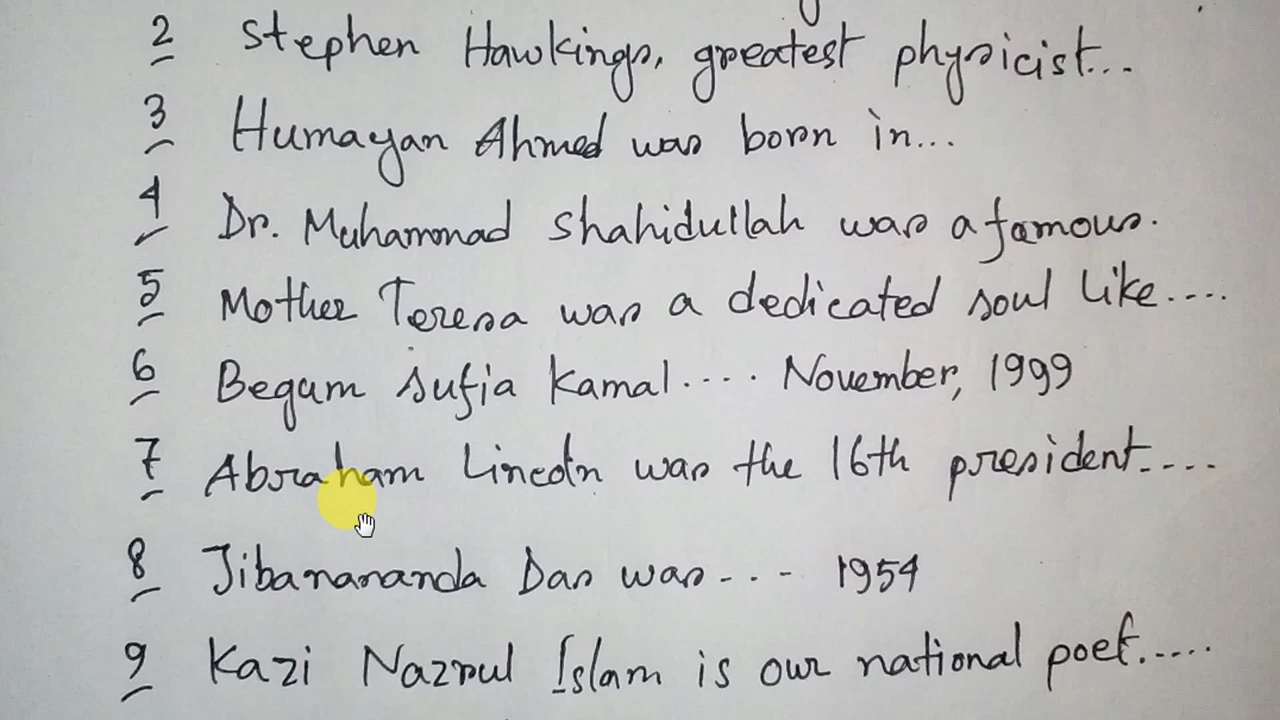 2 Stephen Hawkings, greatest physicist...
3 Humayan Ahmed was born in...
4 Dr. Muhammad Shahidullah was a famous.
5 Mother Teresa was a dedicated soul like....
6 Begum Sufia Kamal.... November, 1999
7 Abraham Lincoln was the 16th president....
8 Jibanananda Das was... 1954
9 Kazi Nazrul Islam is our national poet.....